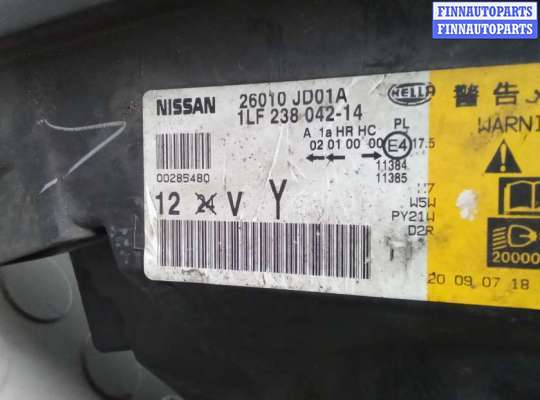 FINNAUTOPARTS
FINNAUTOPARTS
NISSAN
26010 JD01A
1LF 238 042-14
HELLA
A 1a HR HC PL
02 01 00 00 E4 17.5
11384
11385
00285480
12 24 V Y
H7
W5W
PY21W
D2R
警告
WARNI
20000
20 09 07 18